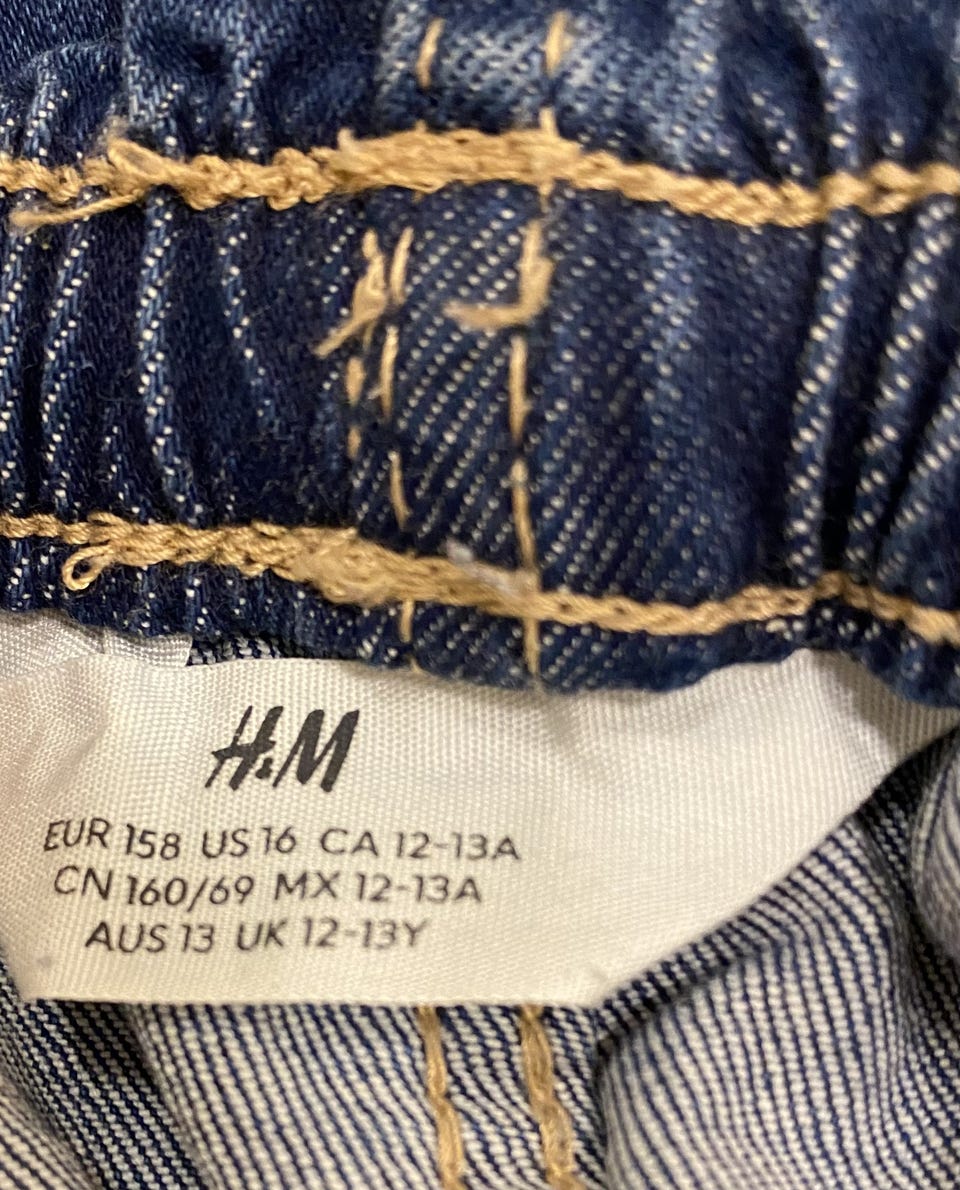 H&M
EUR 158 US 16 CA 12-13A
CN 160/69 MX 12-13A
AUS 13 UK 12-13Y